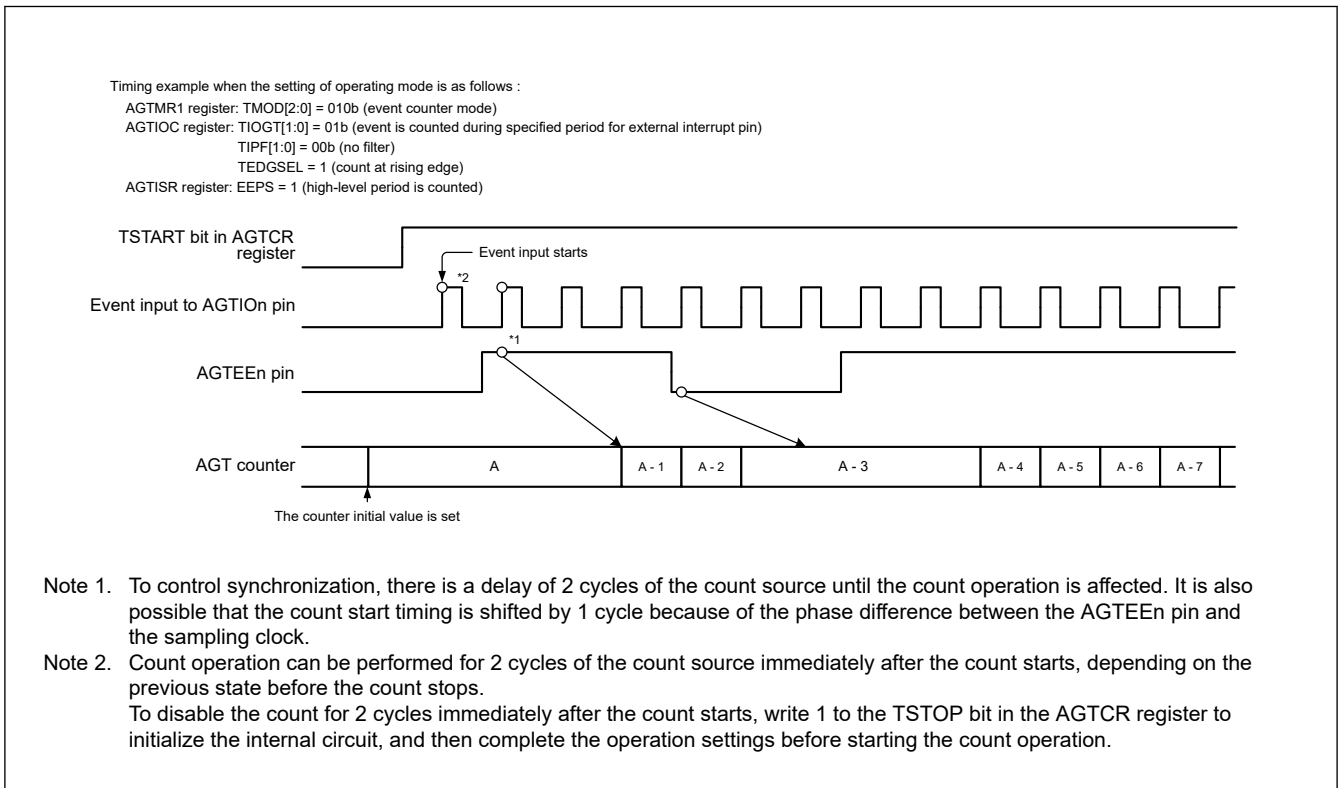 Timing example when the setting of operating mode is as follows :
AGTMR1 register: TMOD[2:0] = 010b (event counter mode)
AGTIOC register: TIOGT[1:0] = 01b (event is counted during specified period for external interrupt pin)
TIPF[1:0] = 00b (no filter)
TEDGSEL = 1 (count at rising edge)
AGTISR register: EEPS = 1 (high-level period is counted)
TSTART bit in AGTCR
register
Event input starts
*2
Event input to AGTIOn pin
*1
AGTEEn pin
AGT counter
A
A - 1
A - 2
A - 3
A - 4
A - 5
A - 6
A - 7
The counter initial value is set
Note 1. To control synchronization, there is a delay of 2 cycles of the count source until the count operation is affected. It is also
possible that the count start timing is shifted by 1 cycle because of the phase difference between the AGTEEn pin and
the sampling clock.
Note 2. Count operation can be performed for 2 cycles of the count source immediately after the count starts, depending on the
previous state before the count stops.
To disable the count for 2 cycles immediately after the count starts, write 1 to the TSTOP bit in the AGTCR register to
initialize the internal circuit, and then complete the operation settings before starting the count operation.